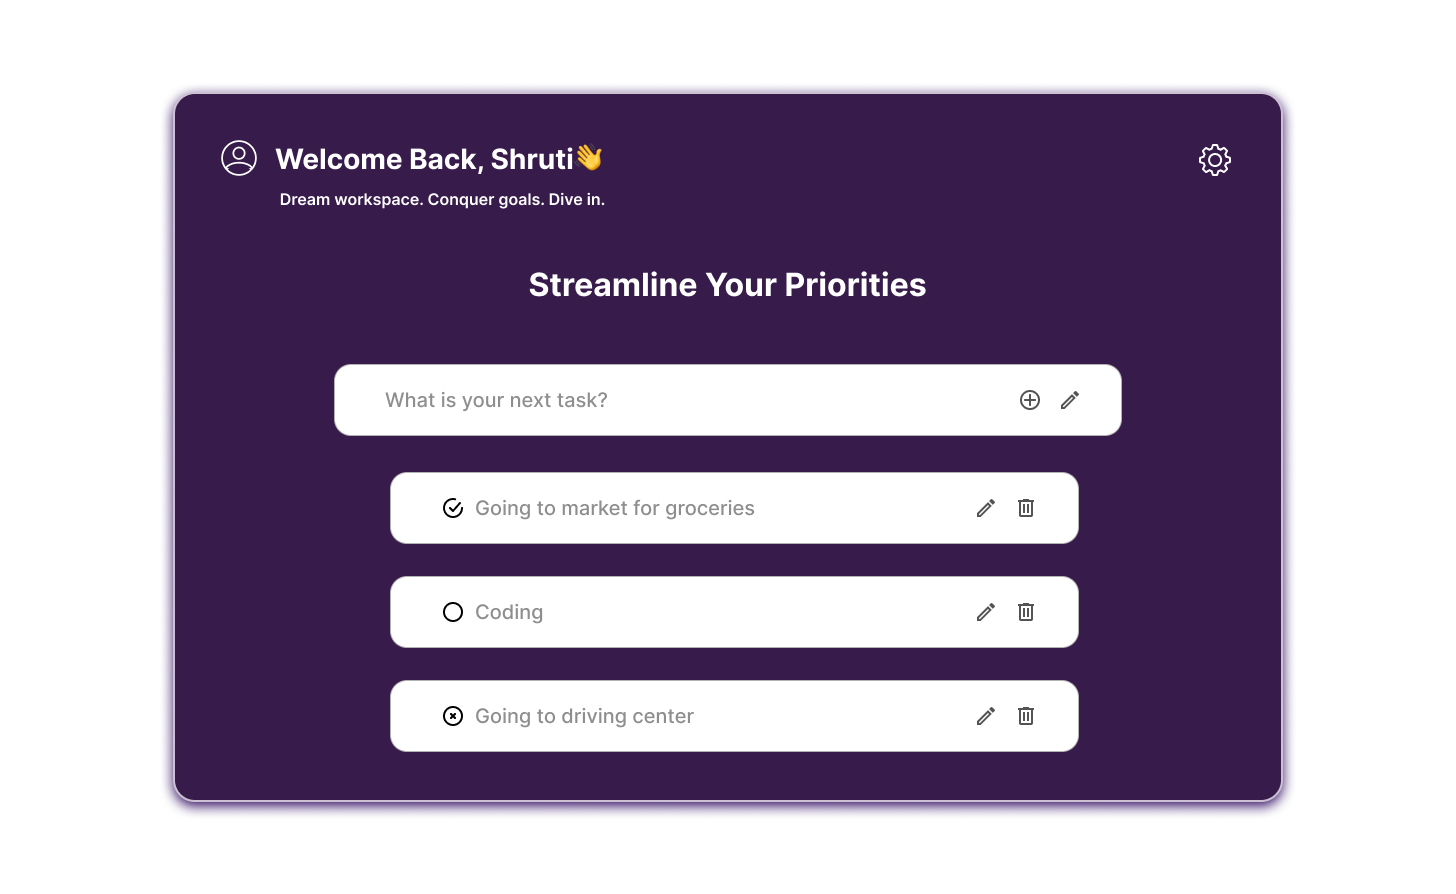 Welcome Back, Shruti👋
Dream workspace. Conquer goals. Dive in.
Streamline Your Priorities
What is your next task?
Going to market for groceries
Coding
Going to driving center